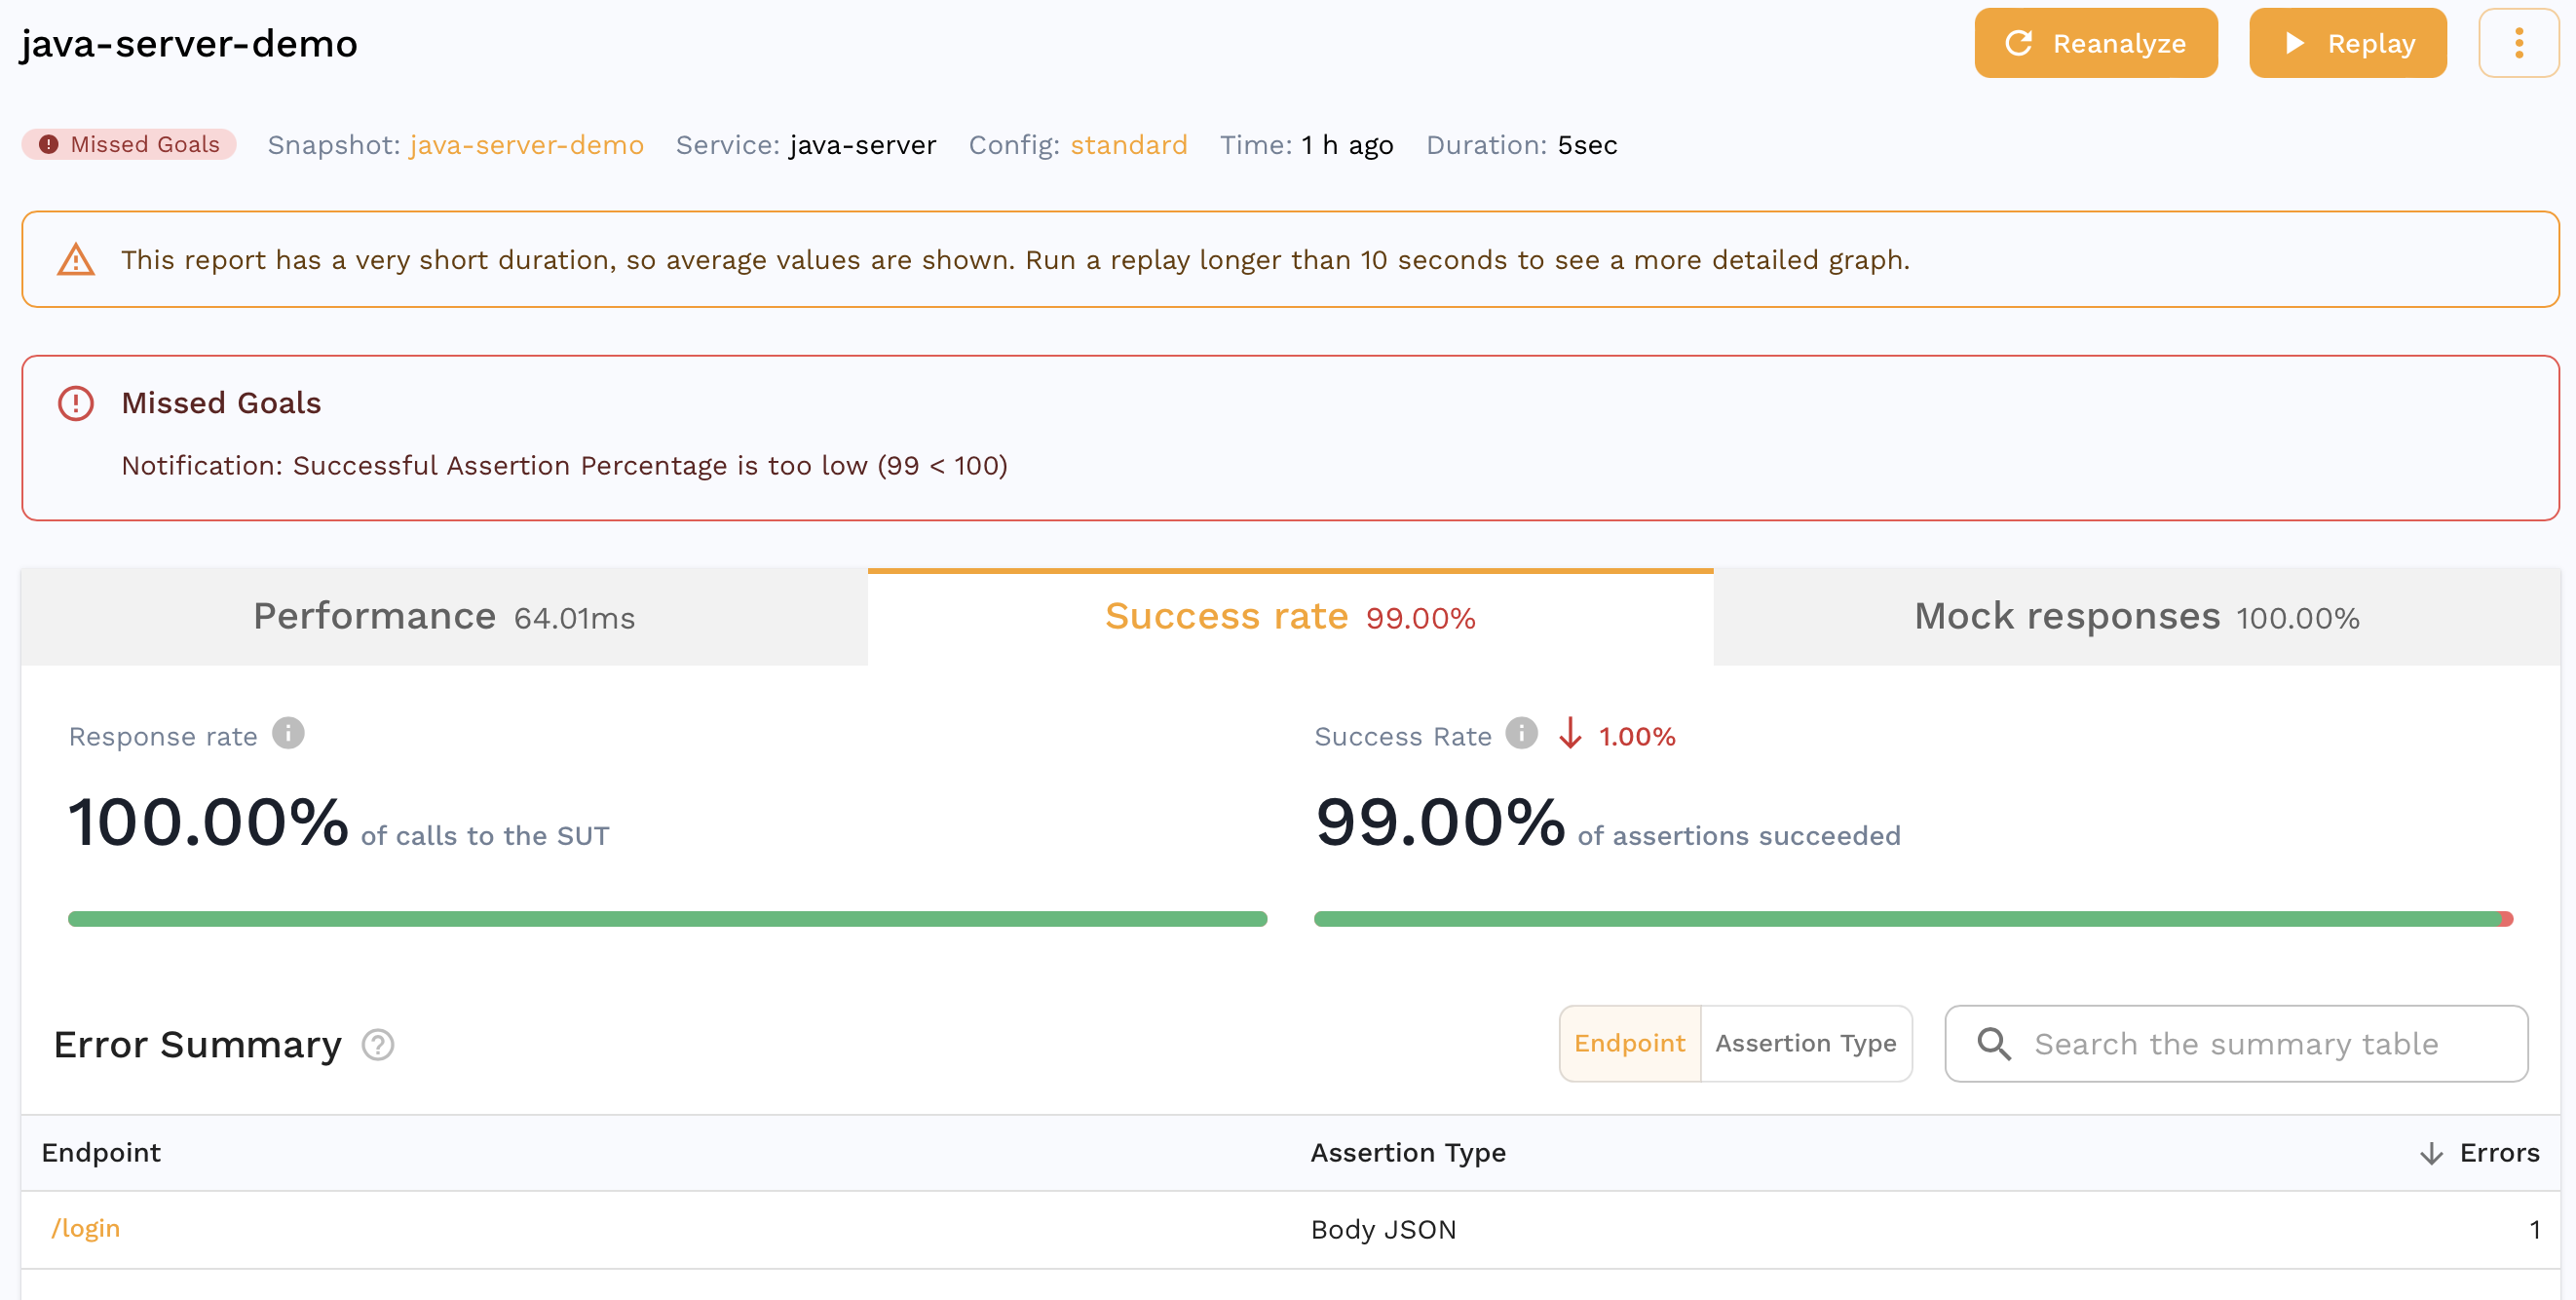 java-server-demo
Reanalyze
Replay
Missed Goals Snapshot: java-server-demo Service: java-server Config: standard Time: 1 h ago Duration: 5sec
This report has a very short duration, so average values are shown. Run a replay longer than 10 seconds to see a more detailed graph.
Missed Goals
Notification: Successful Assertion Percentage is too low (99 < 100)
Performance 64.01ms
Success rate 99.00%
Mock responses 100.00%
Response rate
100.00% of calls to the SUT
Success Rate 1.00%
99.00% of assertions succeeded
Error Summary
Endpoint
Assertion Type
Search the summary table
Endpoint Assertion Type Errors
/login Body JSON 1